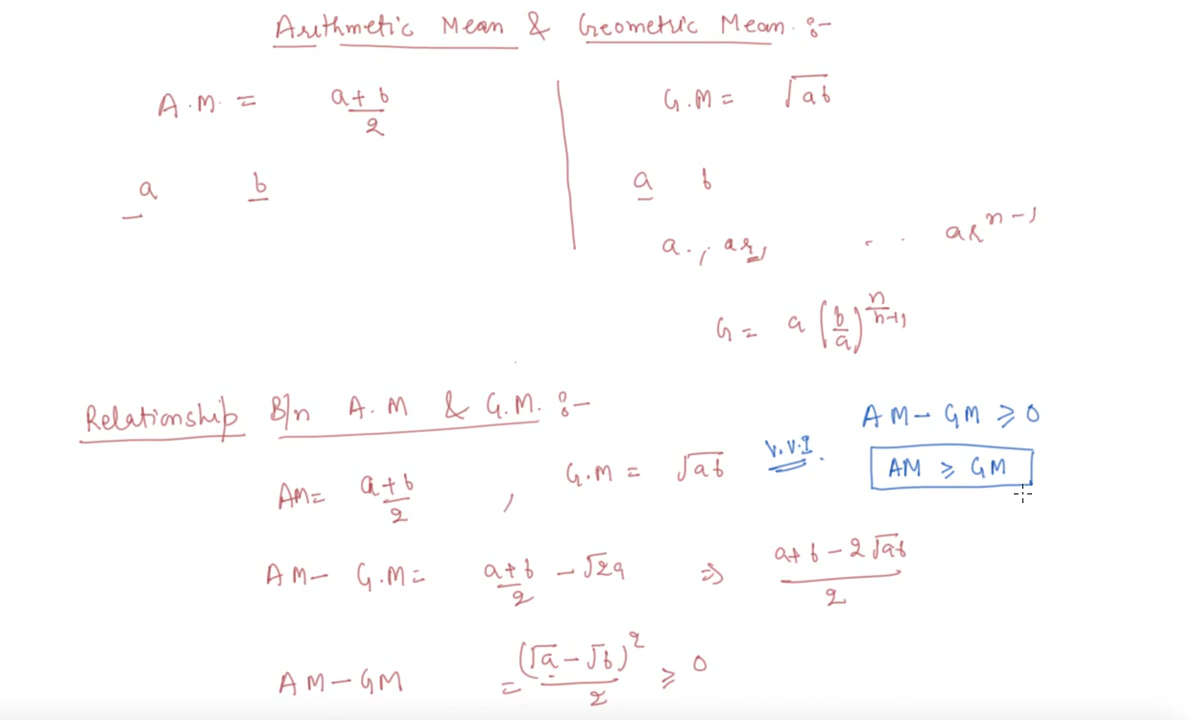 Arithmetic Mean & Geometric Mean :-
A.M. = a+b/2
G.M = √ab
a b
a b
a., ar, . . ar^n-1
G = a (b/a)^n/n+1
Relationship B/n A.M & G.M. :-
AM - GM ≥ 0
AM = a+b/2 , G.M = √ab V.V.I. AM ≥ GM
AM - G.M = a+b/2 - √2a ⇒ a+b-2√ab/2
AM - GM = (√a - √b)^2/2 ≥ 0